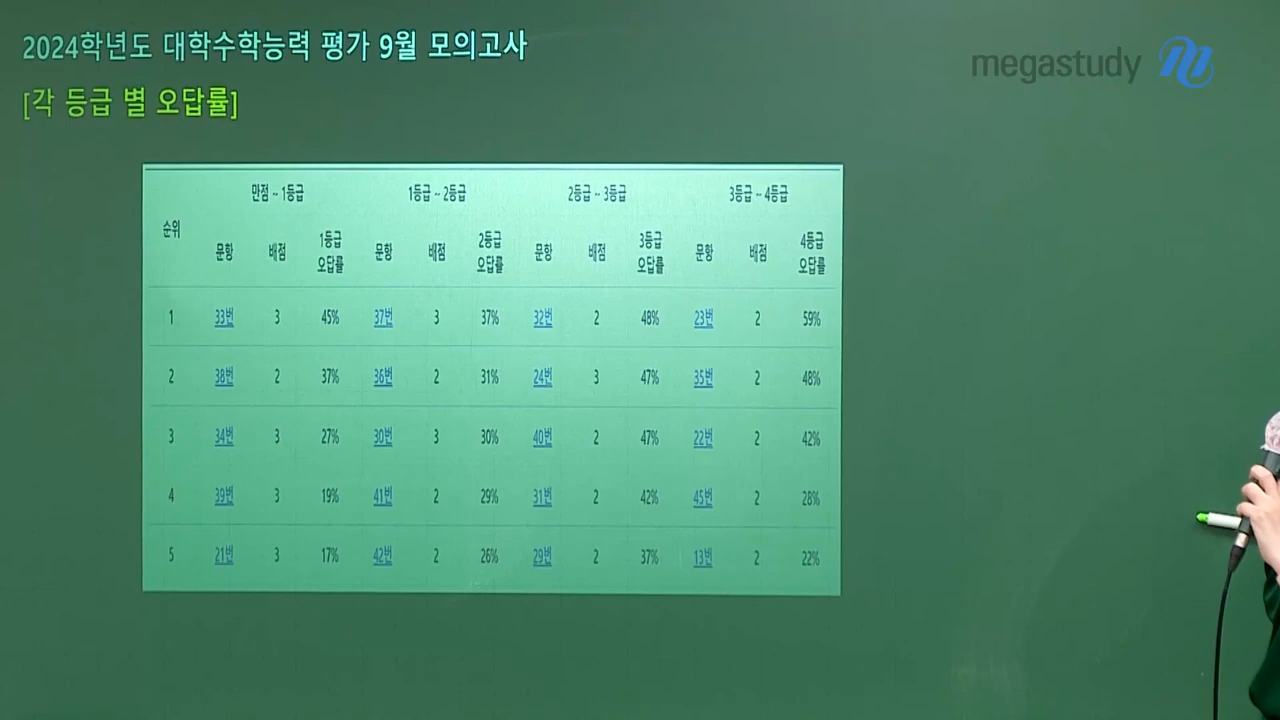 2024학년도 대학수학능력 평가 9월 모의고사
megastudy
[각 등급 별 오답률]
순위 만점 ~ 1등급 1등급 ~ 2등급 2등급 ~ 3등급 3등급 ~ 4등급
문항 배점 1등급 오답률 문항 배점 2등급 오답률 문항 배점 3등급 오답률 문항 배점 4등급 오답률
1 33번 3 45% 37번 3 37% 32번 2 48% 23번 2 59%
2 38번 2 37% 36번 2 31% 24번 3 47% 35번 2 48%
3 34번 3 27% 30번 3 30% 40번 2 47% 22번 2 42%
4 39번 3 19% 41번 2 29% 31번 2 42% 45번 2 28%
5 21번 3 17% 42번 2 26% 29번 2 37% 13번 2 22%